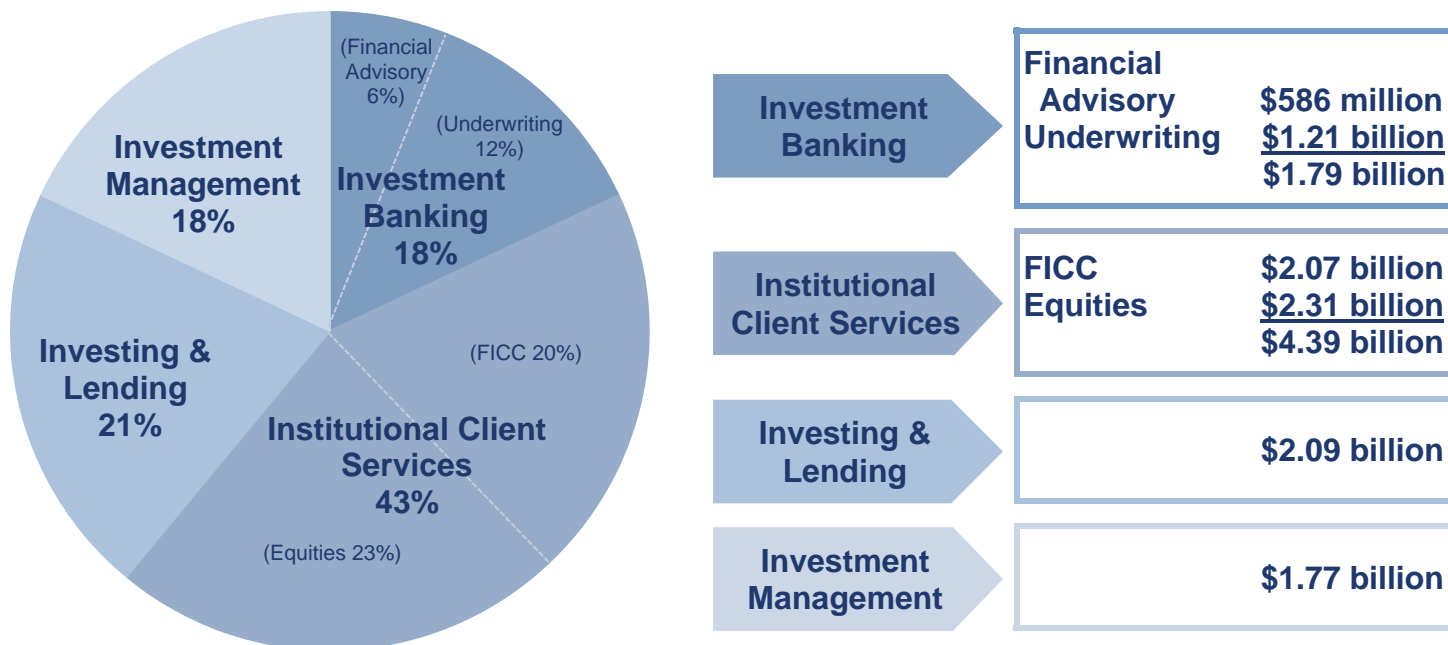 (Financial
Advisory
6%)
(Underwriting
12%)
Investment
Banking
18%
(FICC 20%)
Institutional Client
Services
43%
(Equities 23%)
Investing &
Lending
21%
Investment
Management
18%
Investment
Banking
Financial
Advisory $586 million
Underwriting $1.21 billion
$1.79 billion
Institutional
Client Services
FICC $2.07 billion
Equities $2.31 billion
$4.39 billion
Investing &
Lending
$2.09 billion
Investment
Management
$1.77 billion